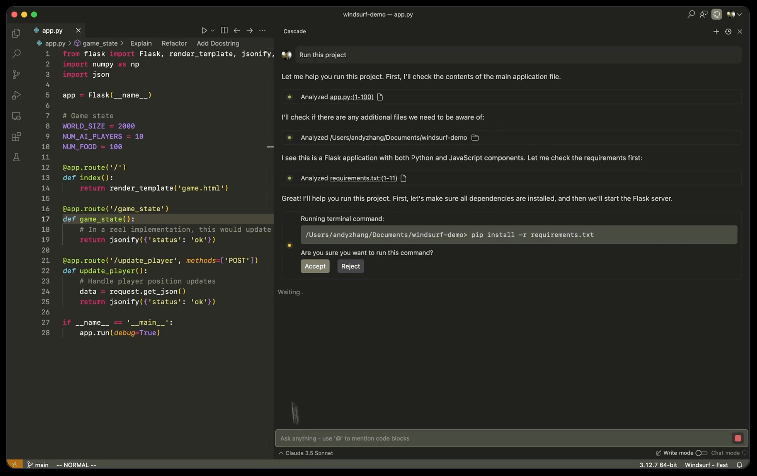 windsurf-demo — app.py
app.py
app.py > game_state > Explain Refactor Add Docstring
1 from flask import Flask, render_template, jsonify,
2 import numpy as np
3 import json
4
5 app = Flask(__name__)
6
7 # Game state
8 WORLD_SIZE = 2000
9 NUM_AI_PLAYERS = 10
10 NUM_FOOD = 100
11
12 @app.route('/')
13 def index():
14 return render_template('game.html')
15
16 @app.route('/game_state')
17 def game_state():
18 # In a real implementation, this would update
19 return jsonify({'status': 'ok'})
20
21 @app.route('/update_player', methods=['POST'])
22 def update_player():
23 # Handle player position updates
24 data = request.get_json()
25 return jsonify({'status': 'ok'})
26
27 if __name__ == '__main__':
28 app.run(debug=True)
Cascade
Run this project
Let me help you run this project. First, I'll check the contents of the main application file.
Analyzed app.py:(1-100)
I'll check if there are any additional files we need to be aware of:
Analyzed /Users/andyzhang/Documents/windsurf-demo
I see this is a Flask application with both Python and JavaScript components. Let me check the requirements first:
Analyzed requirements.txt:(1-11)
Great! I'll help you run this project. First, let's make sure all dependencies are installed, and then we'll start the Flask server.
Running terminal command:
/Users/andyzhang/Documents/windsurf-demo> pip install -r requirements.txt
Are you sure you want to run this command?
Accept Reject
Waiting.
Ask anything - use '@' to mention code blocks
Claude 3.5 Sonnet
Write mode Chat mode
main -- NORMAL --
3.12.7 64-bit Windsurf - Fast